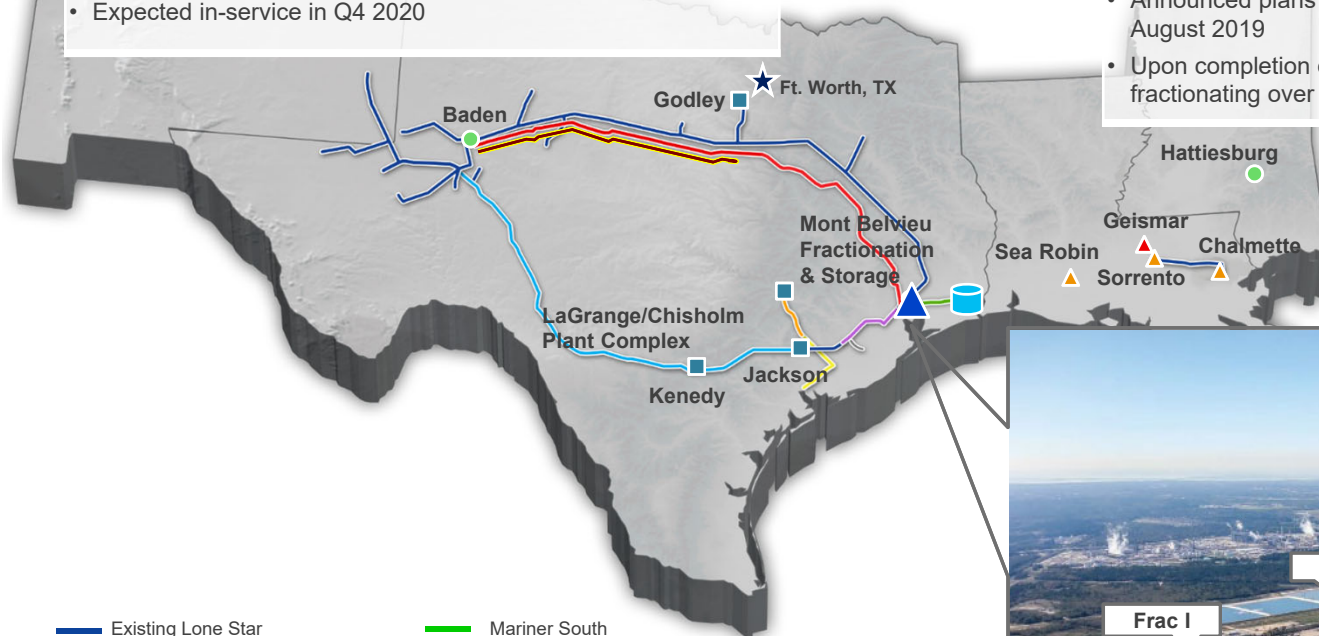 • Expected in-service in Q4 2020
• Announced plans
August 2019
• Upon completion
fractionating over
Ft. Worth, TX
Godley
Baden
Hattiesburg
Geismar
Mont Belvieu
Fractionation
& Storage
Sea Robin
Chalmette
Sorrento
LaGrange/Chisholm
Plant Complex
Jackson
Kenedy
Frac I
Existing Lone Star
Mariner South